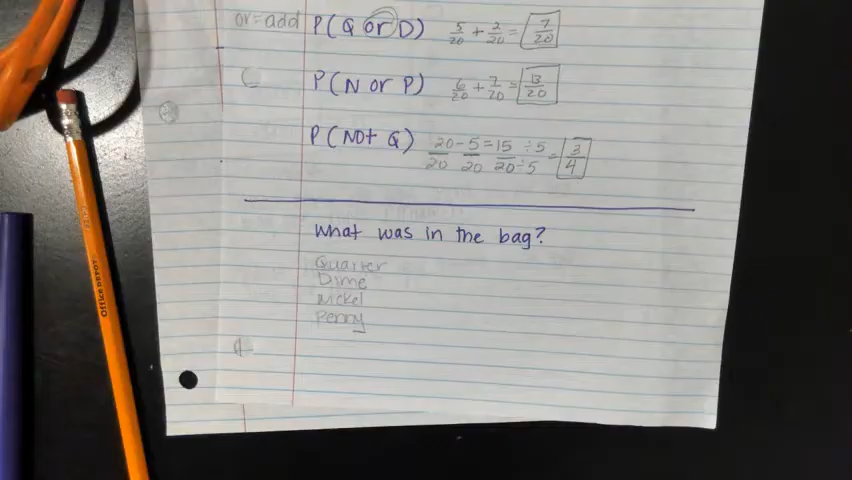 or=add P(Q or D) 5/20 + 2/20 = 7/20
P(N or P) 6/20 + 7/20 = 13/20
P(Not Q) 20/20 - 5/20 = 15/20 ÷5/÷5 = 3/4
What was in the bag?
Quarter
Dime
Nickel
Penny
Office DEPOT